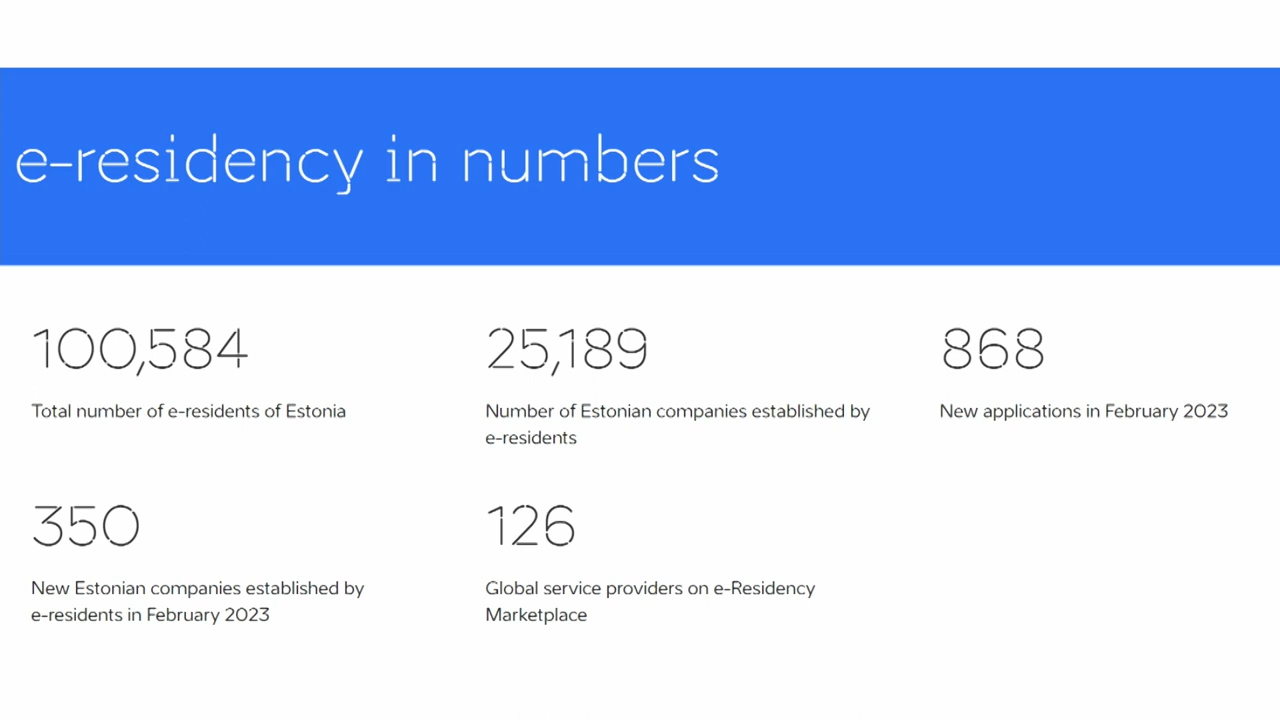 e-residency in numbers
100,584
Total number of e-residents of Estonia
25,189
Number of Estonian companies established by
e-residents
868
New applications in February 2023
350
New Estonian companies established by
e-residents in February 2023
126
Global service providers on e-Residency
Marketplace